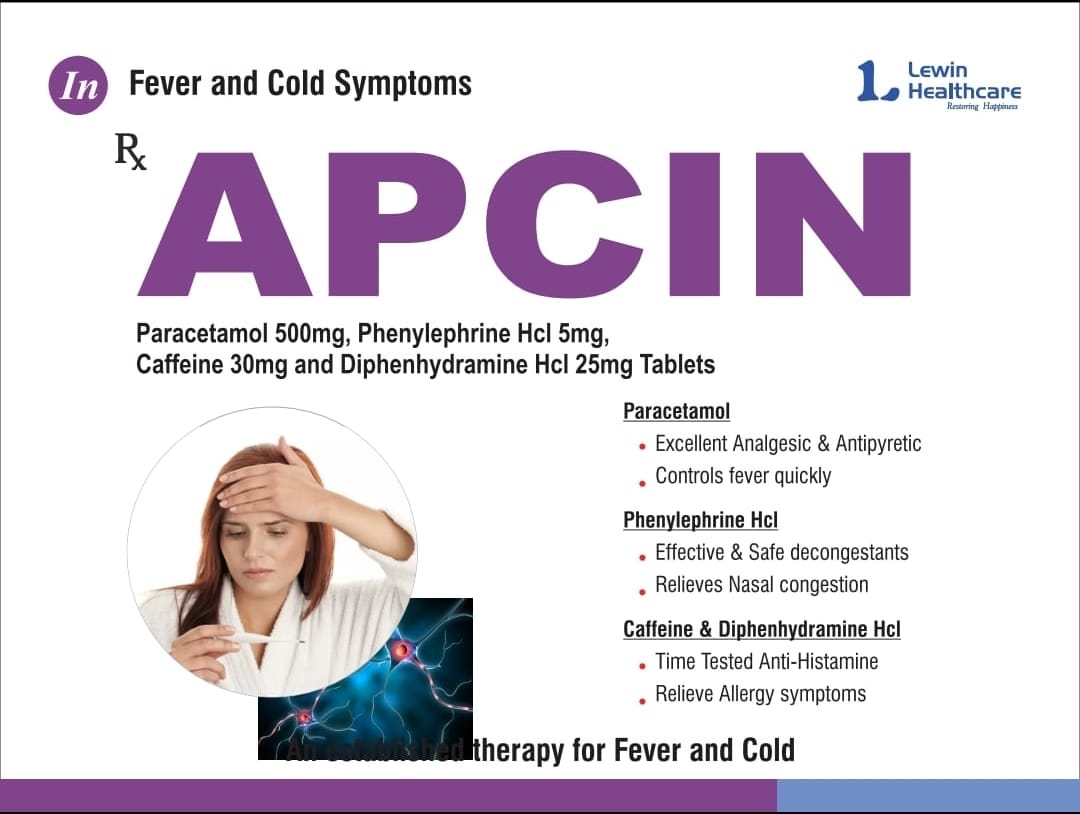 In Fever and Cold Symptoms
Lewin
Healthcare
Restoring Happiness
Rx
APCIN
Paracetamol 500mg, Phenylephrine Hcl 5mg,
Caffeine 30mg and Diphenhydramine Hcl 25mg Tablets
Paracetamol
• Excellent Analgesic & Antipyretic
• Controls fever quickly
Phenylephrine Hcl
• Effective & Safe decongestants
• Relieves Nasal congestion
Caffeine & Diphenhydramine Hcl
• Time Tested Anti-Histamine
• Relieve Allergy symptoms
An established therapy for Fever and Cold